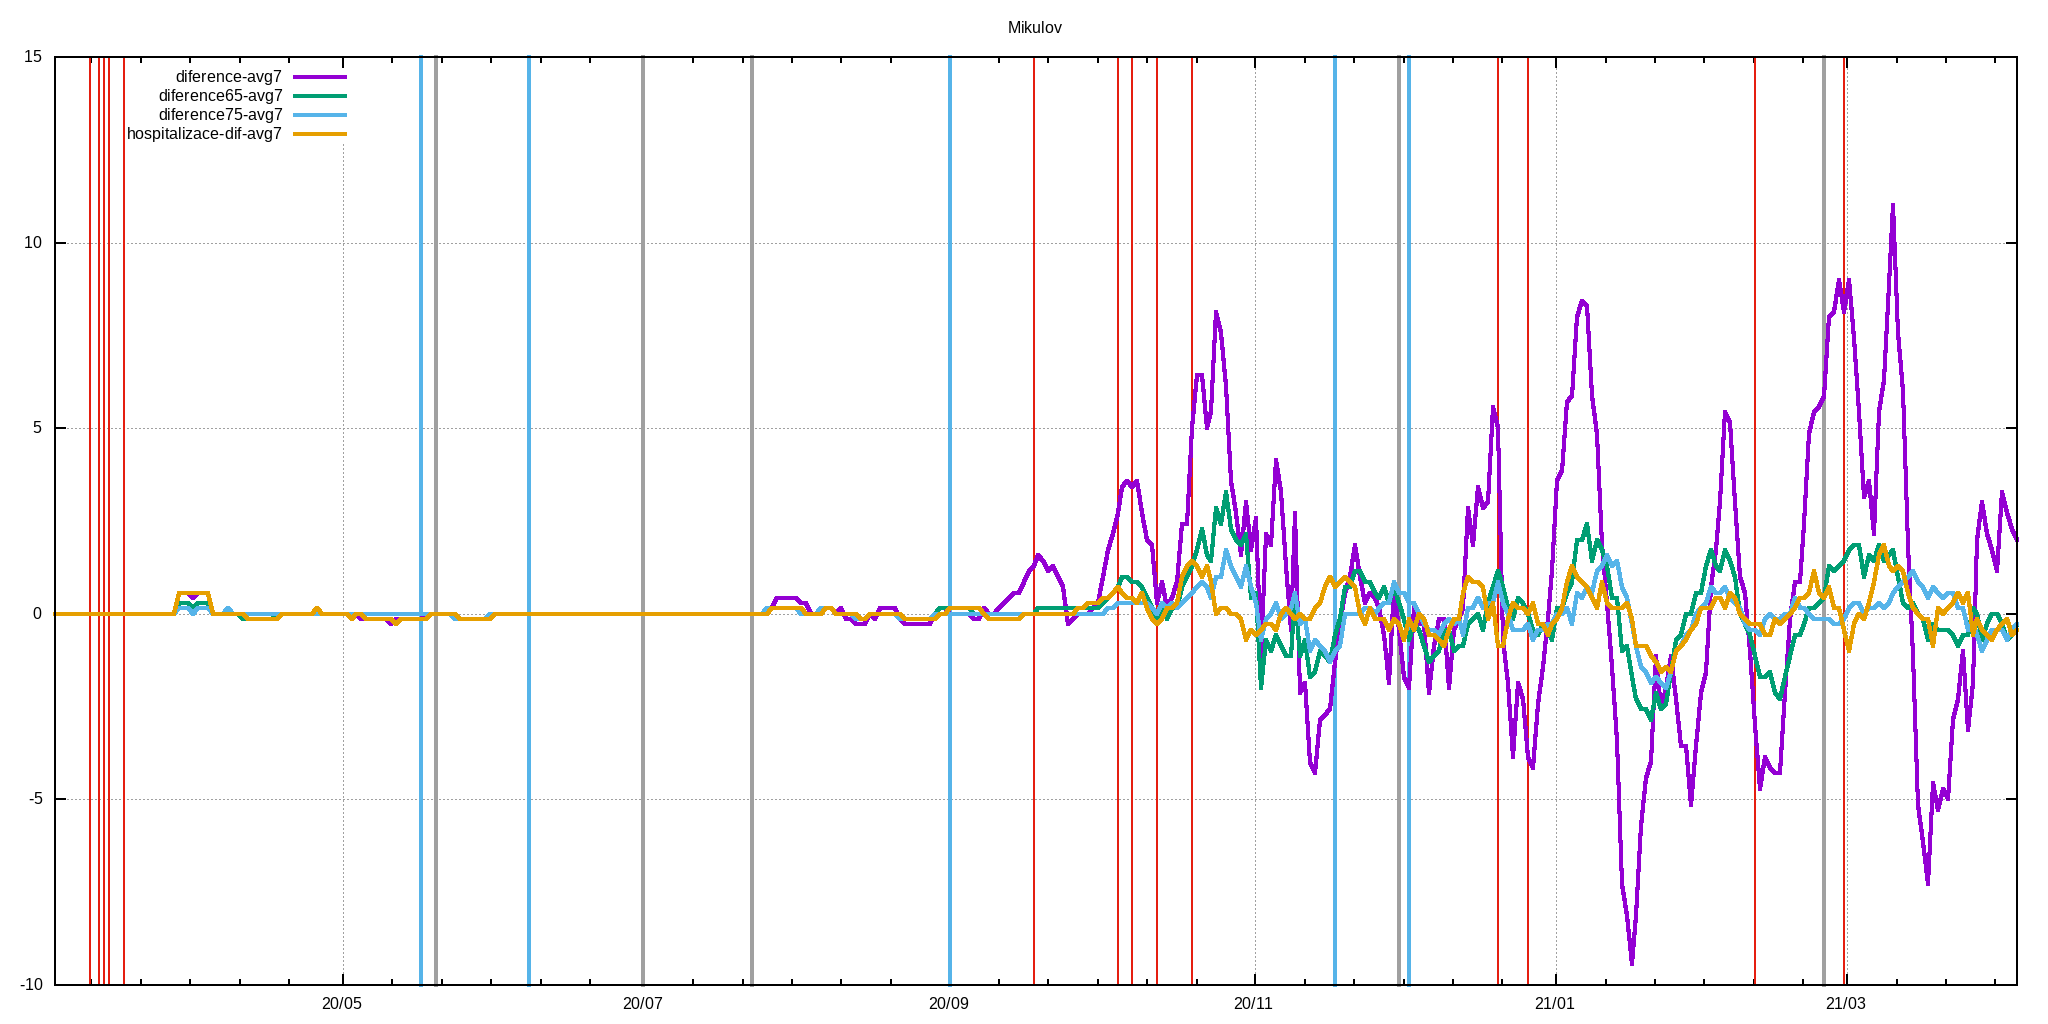 Mikulov
15
10
5
0
-5
-10
diference-avg7
diference65-avg7
diference75-avg7
hospitalizace-dif-avg7
20/05 20/07 20/09 20/11 21/01 21/03